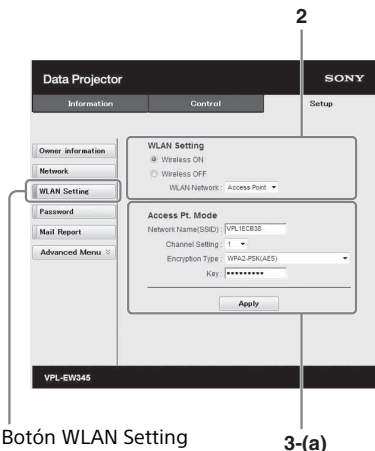 2
Data Projector
SONY
Information
Control
Setup
Owner information
Network
WLAN Setting
Password
Mail Report
Advanced Menu
WLAN Setting
Wireless ON
Wireless OFF
WLAN Network : Access Point
Access Pt. Mode
Network Name(SSID) : VPL1ECB38
Channel Setting : 1
Encryption Type : WPA2-PSK(AES)
Key : •••••••••
Apply
VPL-EW345
Botón WLAN Setting
3-(a)